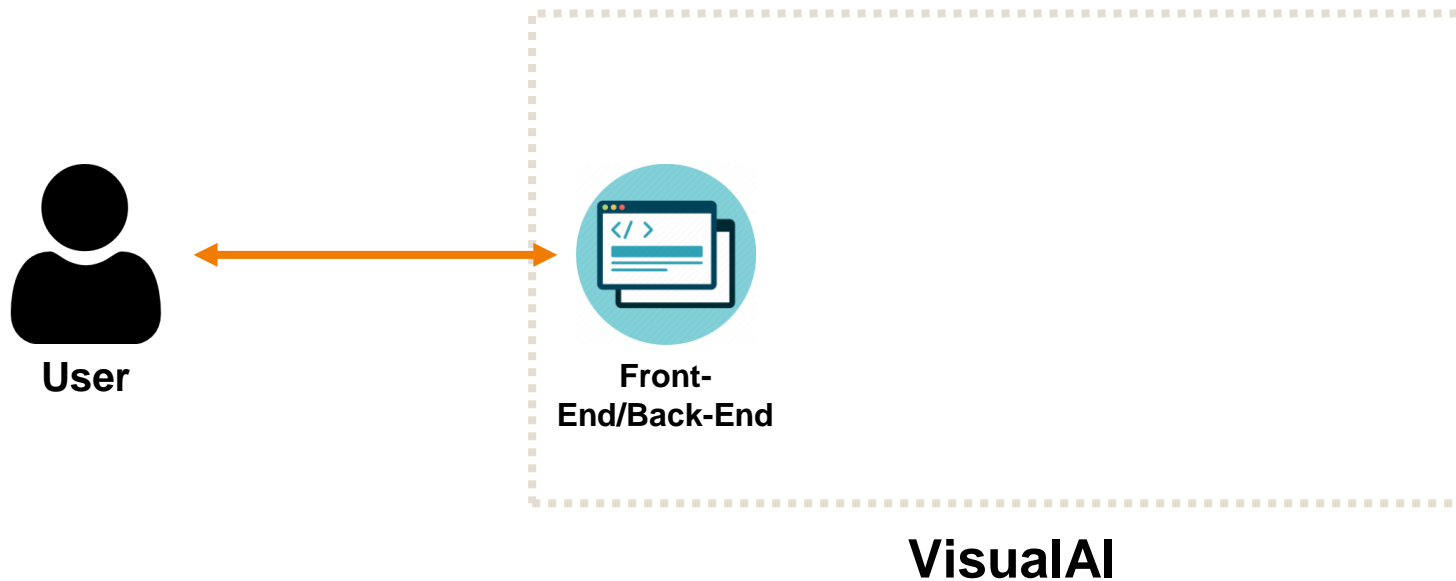 </ >
User
Front-
End/Back-End
VisualAI